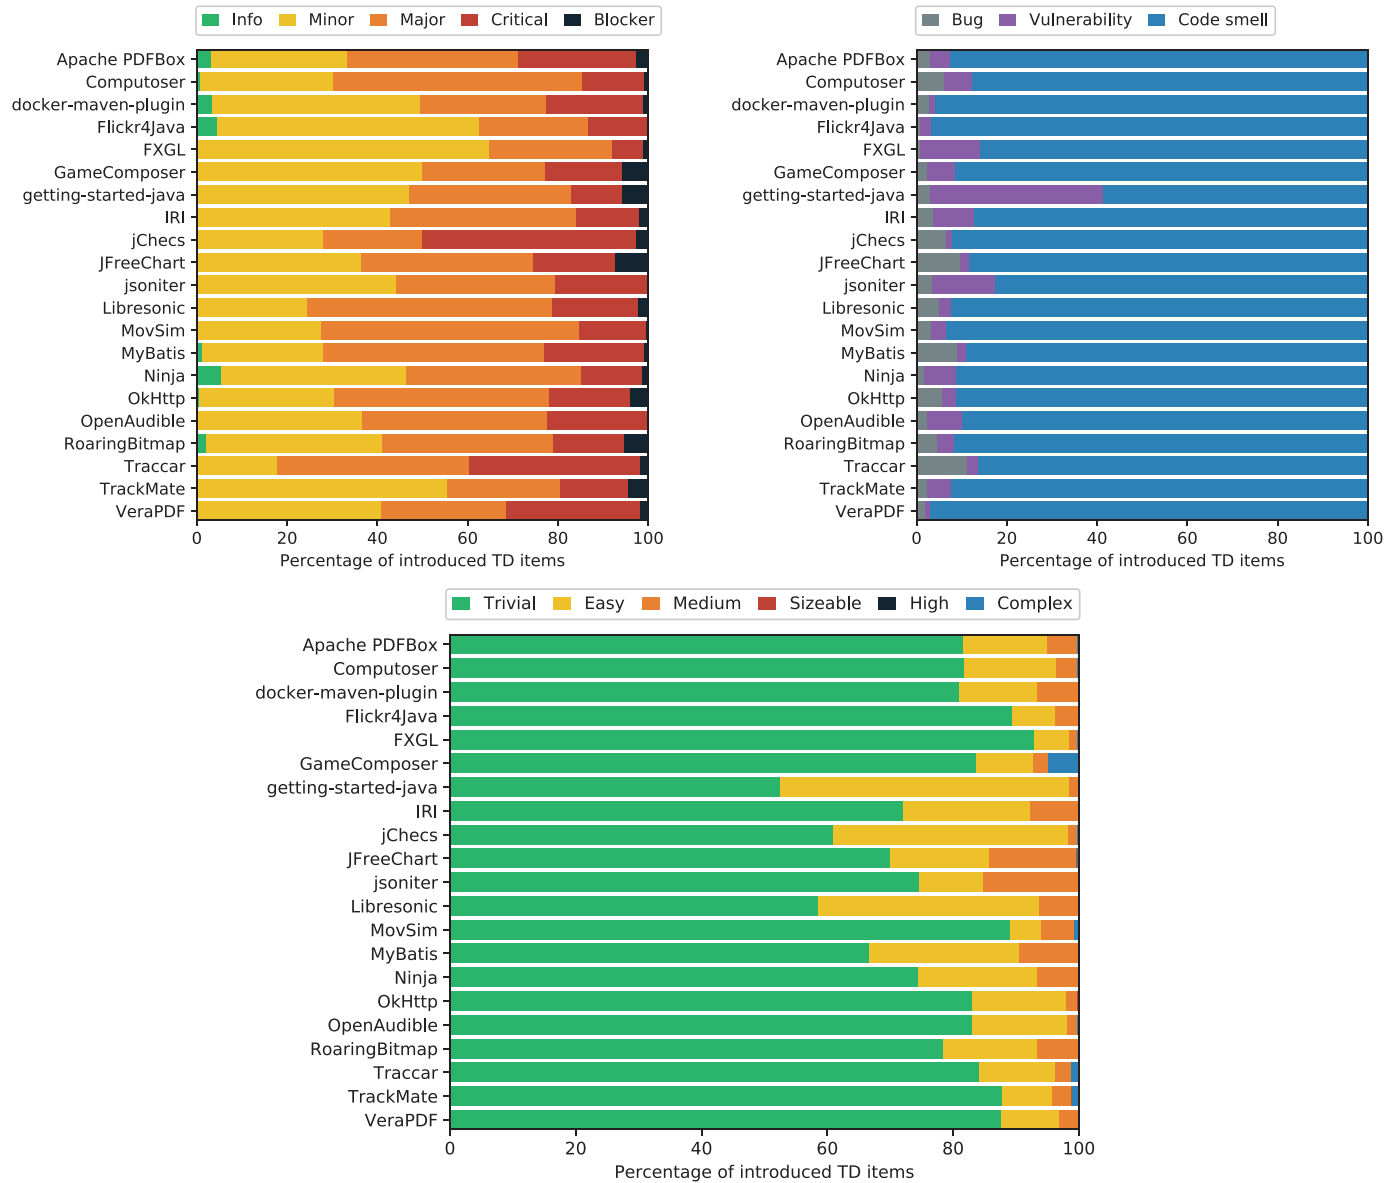 Info Minor Major Critical Blocker
Apache PDFBox
Computoser
docker-maven-plugin
Flickr4Java
FXGL
GameComposer
getting-started-java
IRI
jChecs
JFreeChart
jsoniter
Libresonic
MovSim
MyBatis
Ninja
OkHttp
OpenAudible
RoaringBitmap
Traccar
TrackMate
VeraPDF
0 20 40 60 80 100
Percentage of introduced TD items
Bug Vulnerability Code smell
Apache PDFBox
Computoser
docker-maven-plugin
Flickr4Java
FXGL
GameComposer
getting-started-java
IRI
jChecs
JFreeChart
jsoniter
Libresonic
MovSim
MyBatis
Ninja
OkHttp
OpenAudible
RoaringBitmap
Traccar
TrackMate
VeraPDF
0 20 40 60 80 100
Percentage of introduced TD items
Trivial Easy Medium Sizeable High Complex
Apache PDFBox
Computoser
docker-maven-plugin
Flickr4Java
FXGL
GameComposer
getting-started-java
IRI
jChecs
JFreeChart
jsoniter
Libresonic
MovSim
MyBatis
Ninja
OkHttp
OpenAudible
RoaringBitmap
Traccar
TrackMate
VeraPDF
0 20 40 60 80 100
Percentage of introduced TD items